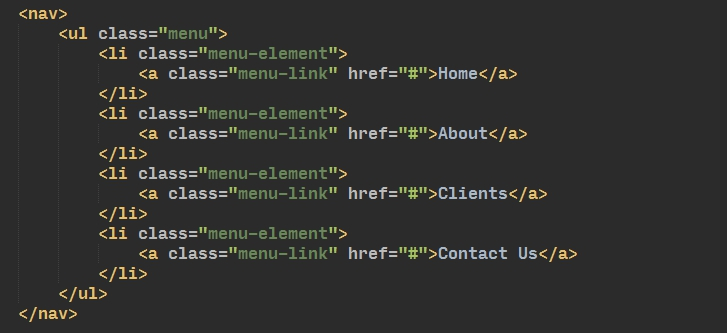 <nav>
    <ul class="menu">
        <li class="menu-element">
            <a class="menu-link" href="#">Home</a>
        </li>
        <li class="menu-element">
            <a class="menu-link" href="#">About</a>
        </li>
        <li class="menu-element">
            <a class="menu-link" href="#">Clients</a>
        </li>
        <li class="menu-element">
            <a class="menu-link" href="#">Contact Us</a>
        </li>
    </ul>
</nav>